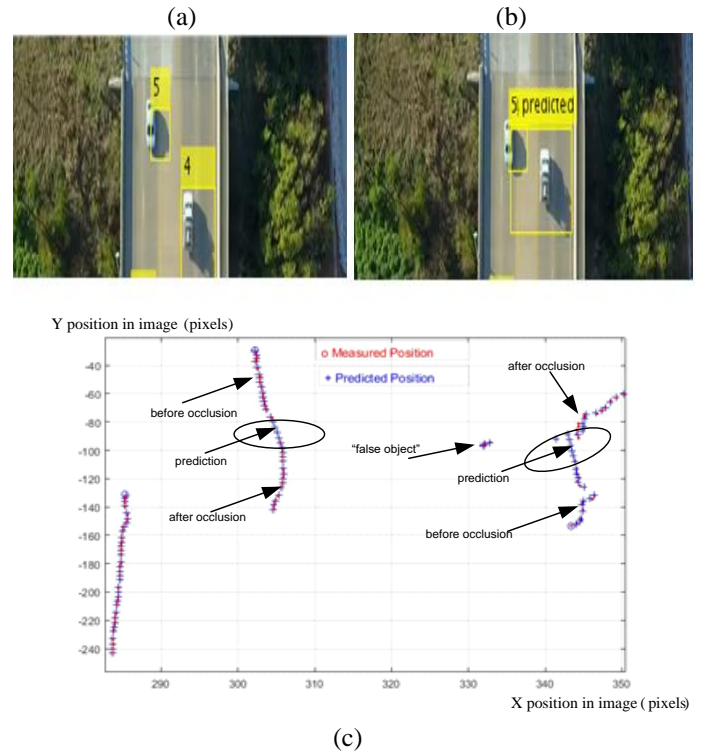 (a) (b)
5
4
5| predicted
Y position in image (pixels)
o Measured Position
+ Predicted Position
after occlusion
before occlusion
"false object"
prediction
prediction
after occlusion
before occlusion
-40
-60
-80
-100
-120
-140
-160
-180
-200
-220
-240
290 300 310 320 330 340 350
X position in image ( pixels)
(c)